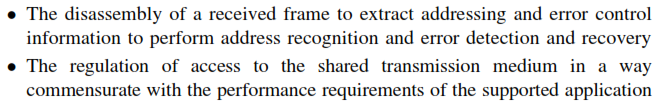 • The disassembly of a received frame to extract addressing and error control
information to perform address recognition and error detection and recovery
• The regulation of access to the shared transmission medium in a way
commensurate with the performance requirements of the supported application